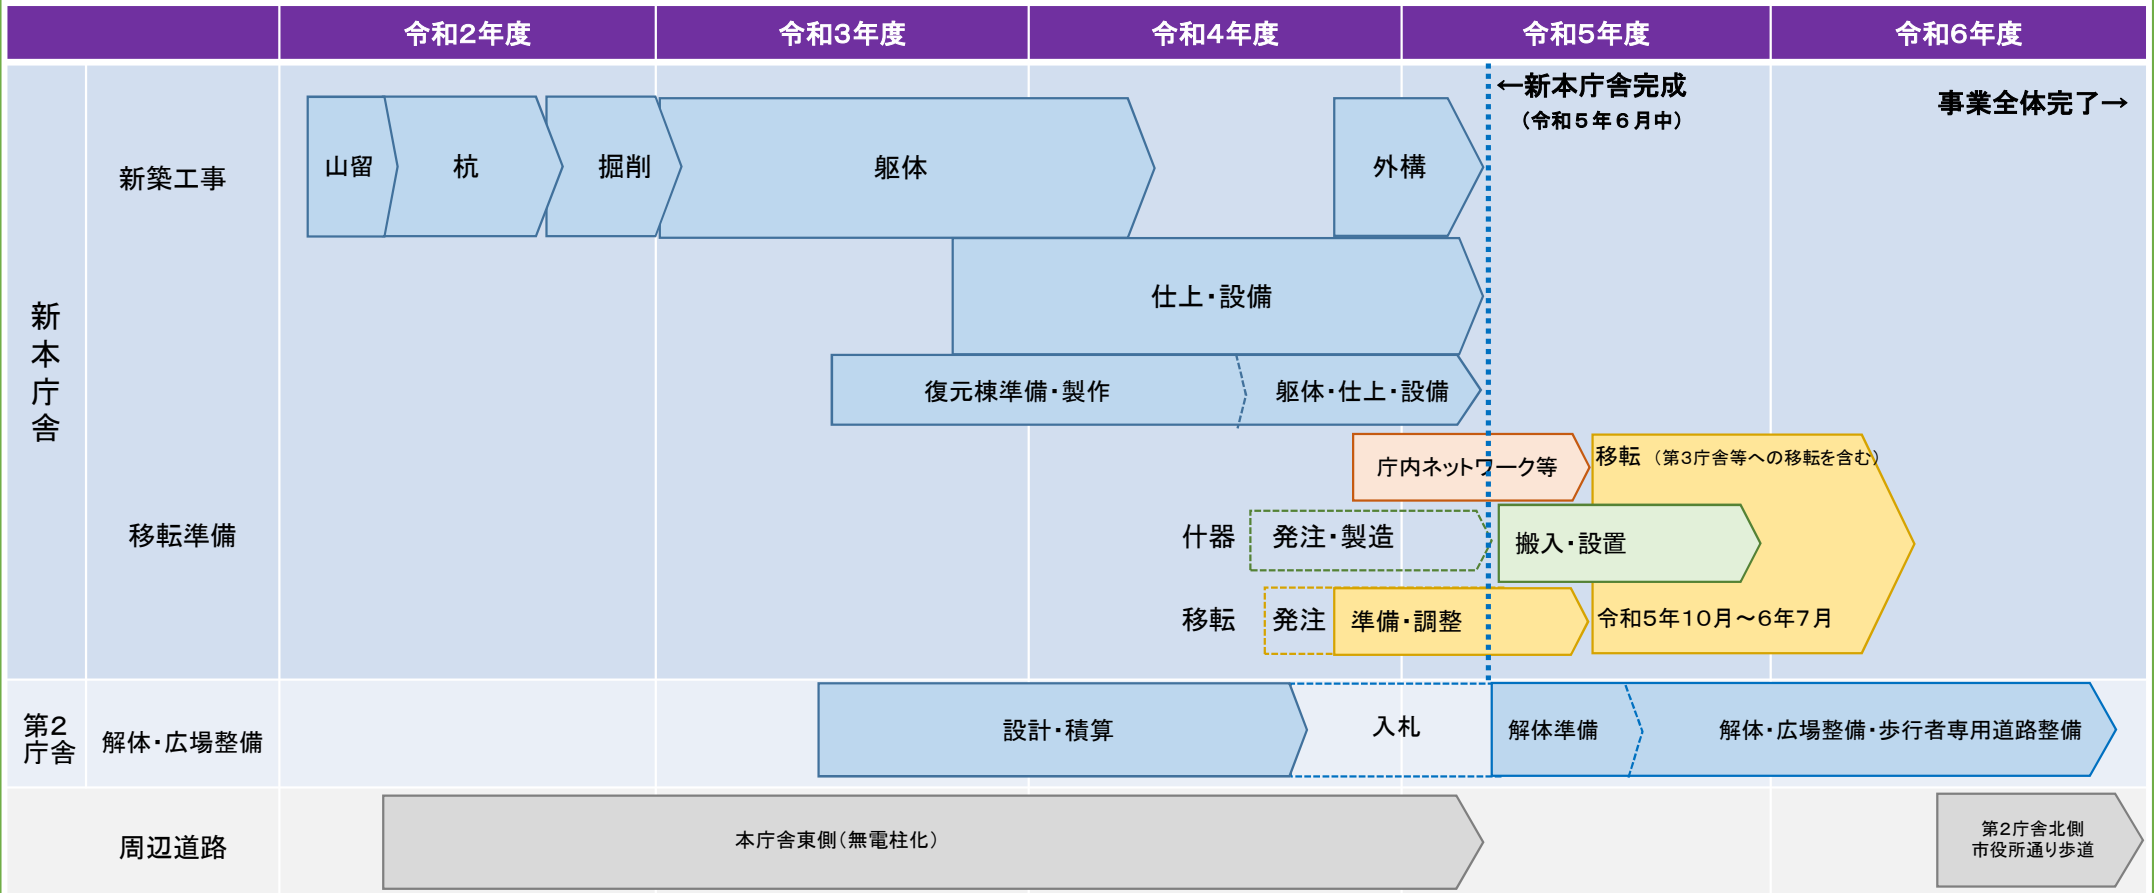 令和2年度
令和3年度
令和4年度
令和5年度
令和6年度
←新本庁舎完成
（令和５年６月中）
事業全体完了→
新本庁舎
新築工事
山留
杭
掘削
躯体
外構
仕上・設備
復元棟準備・製作
躯体・仕上・設備
移転準備
庁内ネットワーク等
移転（第3庁舎等への移転を含む）
什器
発注・製造
搬入・設置
移転
発注
準備・調整
令和5年10月～6年7月
第2
庁舎
解体・広場整備
設計・積算
入札
解体準備
解体・広場整備・歩行者専用道路整備
周辺道路
本庁舎東側（無電柱化）
第2庁舎北側
市役所通り歩道